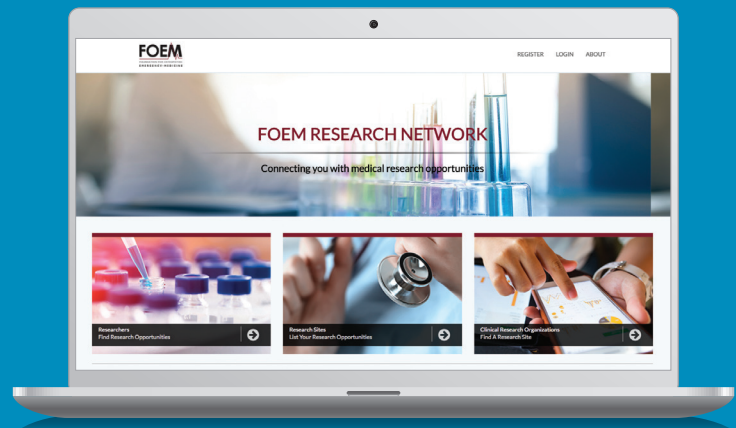 FOEM
REGISTER LOGIN ABOUT
FOEM RESEARCH NETWORK
Connecting you with medical research opportunities
Researchers
Find Research Opportunities
Research Sites
List Your Research Opportunities
Clinical Research Organizations
Find A Research Site